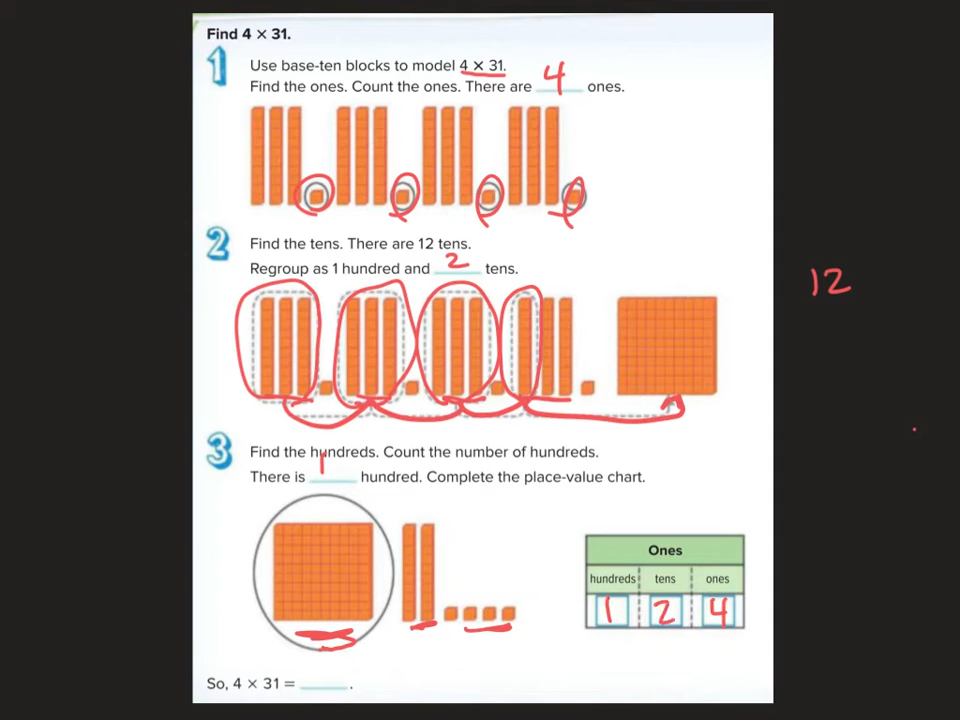 Find 4 × 31.
1
Use base-ten blocks to model 4 × 31.
Find the ones. Count the ones. There are 4 ones.
2
Find the tens. There are 12 tens.
Regroup as 1 hundred and 2 tens.
12
3
Find the hundreds. Count the number of hundreds.
There is 1 hundred. Complete the place-value chart.
Ones
hundreds tens ones
1 2 4
So, 4 × 31 = ______.